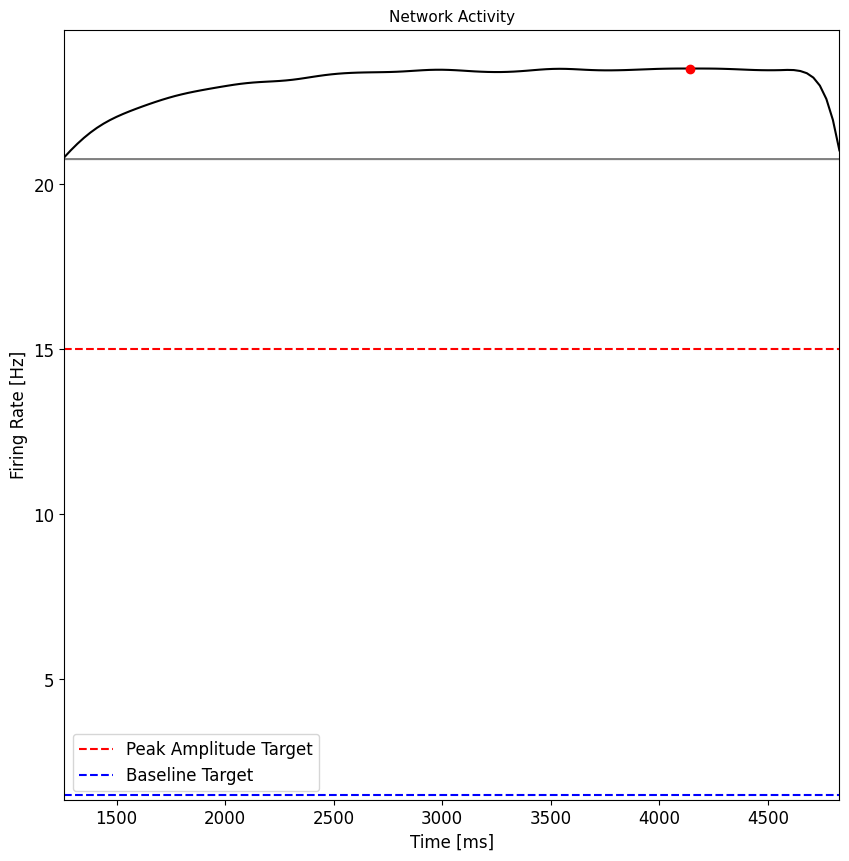 Network Activity
Firing Rate [Hz]
20
15
10
5
Peak Amplitude Target
Baseline Target
1500 2000 2500 3000 3500 4000 4500
Time [ms]